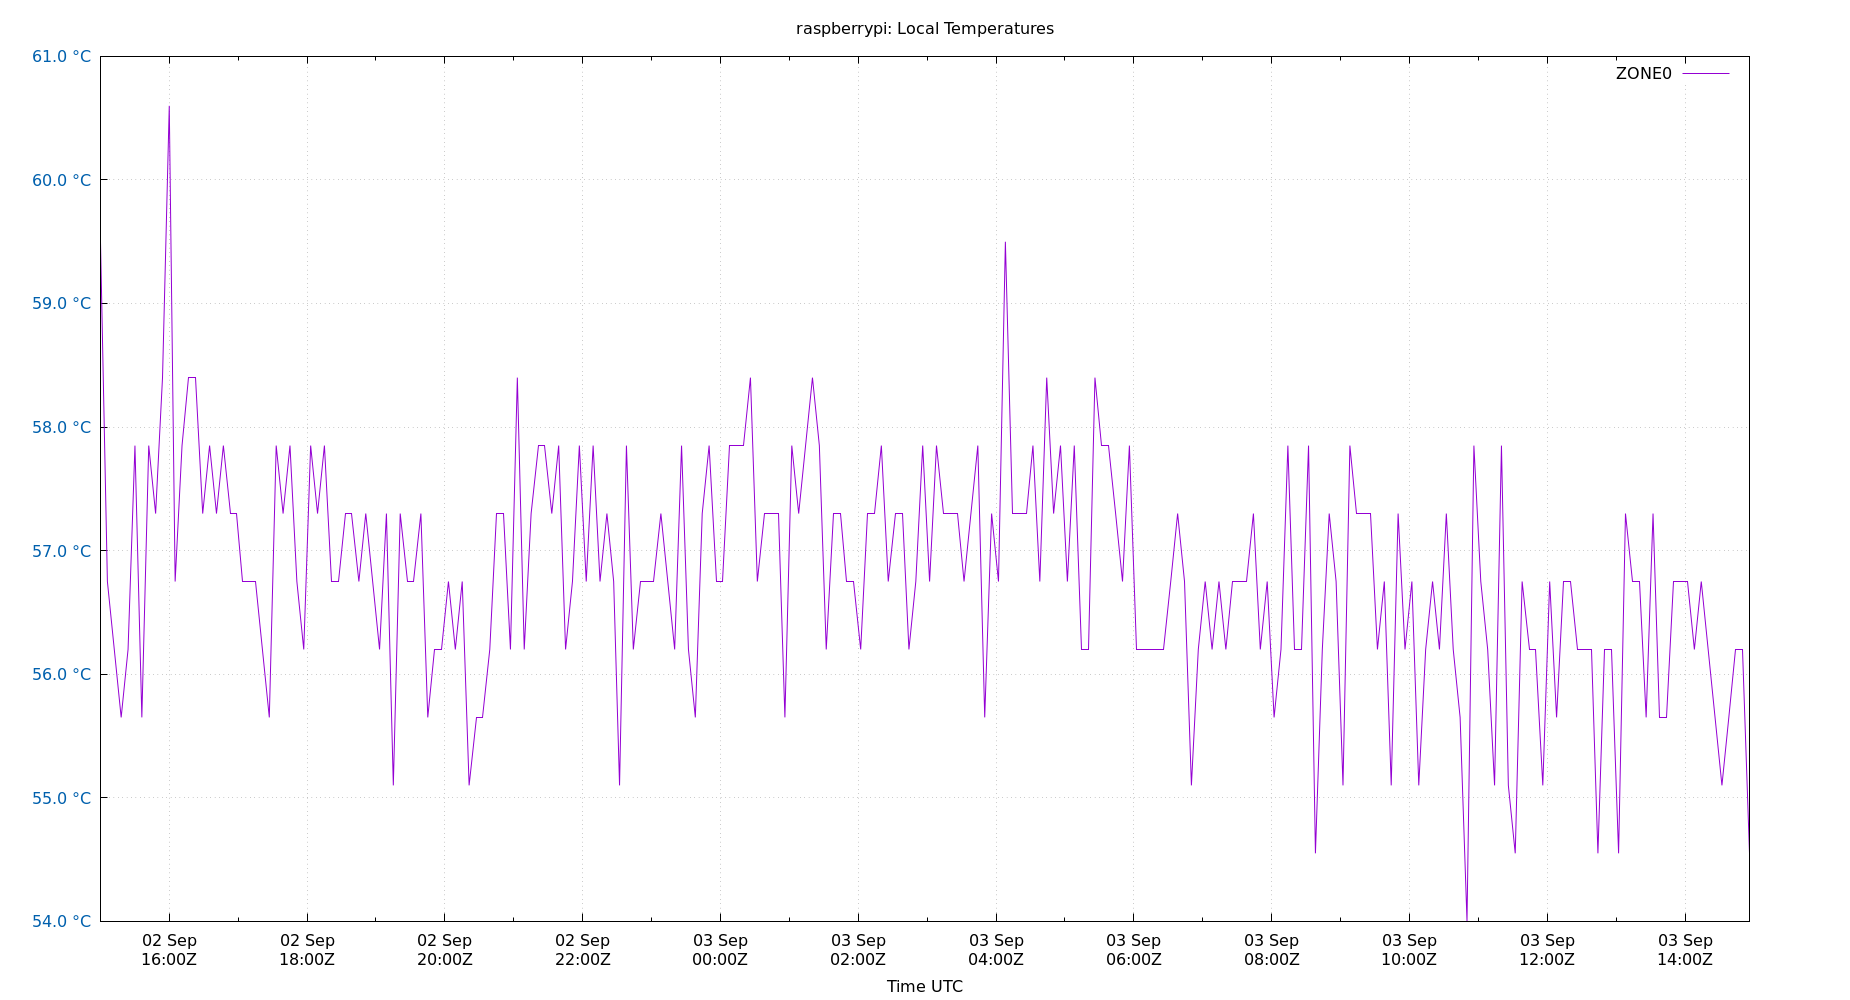 raspberrypi: Local Temperatures
61.0 °C
ZONE0
60.0 °C
59.0 °C
58.0 °C
57.0 °C
56.0 °C
55.0 °C
54.0 °C
02 Sep 02 Sep 02 Sep 02 Sep 03 Sep 03 Sep 03 Sep 03 Sep 03 Sep 03 Sep 03 Sep 03 Sep
16:00Z 18:00Z 20:00Z 22:00Z 00:00Z 02:00Z 04:00Z 06:00Z 08:00Z 10:00Z 12:00Z 14:00Z
Time UTC